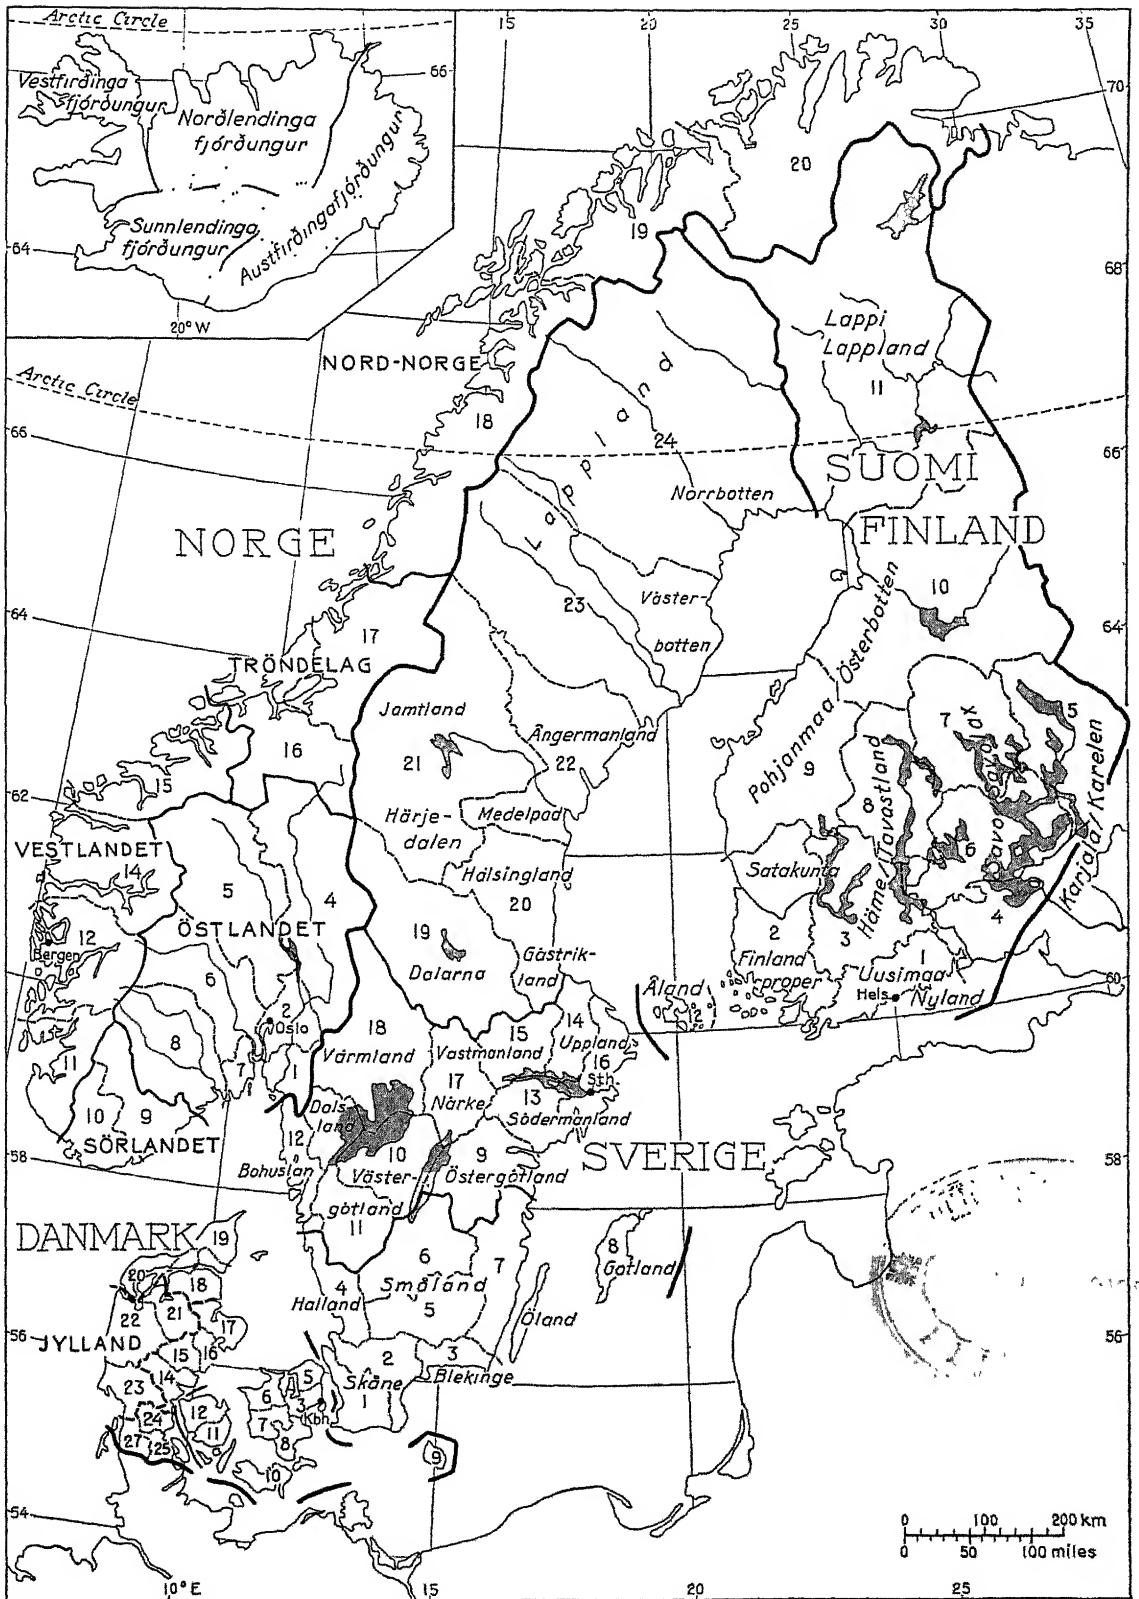 Arctic Circle
15
20
25
30
35
66
70
Vestfirðinga
fjórðungur
Norðlendinga
fjórðungur
Austfirðingafjórðungur
Sunnlendinga
fjórðungur
64
20° W
20
19
68
NORD-NORGE
Lappi
Lappland
11
Arctic Circle
18
66
Lappland
24
66
SUOMI
Norrbotten
NORGE
FINLAND
10
23
Väster-
botten
64
64
17
TRÖNDELAG
Österbotten
Pohjanmaa
9
Jamtland
Ångermanland
21
22
16
15
7
5
Savo
Savolax
Häme/Tavastland
8
6
4
Karjala/Karelen
62
Härje-
dalen
Medelpad
Hälsingland
20
Satakunta
VESTLANDET
14
5
4
ÖSTLANDET
12
Bergen
19
Dalarna
Gästrik-
land
2
Finland
proper
3
1
Uusimaa
Hels.
Nyland
60
Åland
12
6
2
Oslo
8
7
1
11
10
9
SÖRLANDET
18
Värmland
15
Vastmanland
14
Uppland
16
Sth.
17
Närke
13
Södermanland
Dals-
land
12
Bohuslän
58
10
Väster-
götland
11
9
Östergötland
SVERIGE
58
DANMARK
19
20
18
22
21
17
JYLLAND
56
15
16
14
23
24
27
25
12
11
6
5
3
Kbh.
7
8
10
9
4
Halland
6
Småland
5
7
8
Gotland
Öland
56
2
Skåne
1
3
Blekinge
54
0 100 200 km
0 50 100 miles
10° E
15
20
25